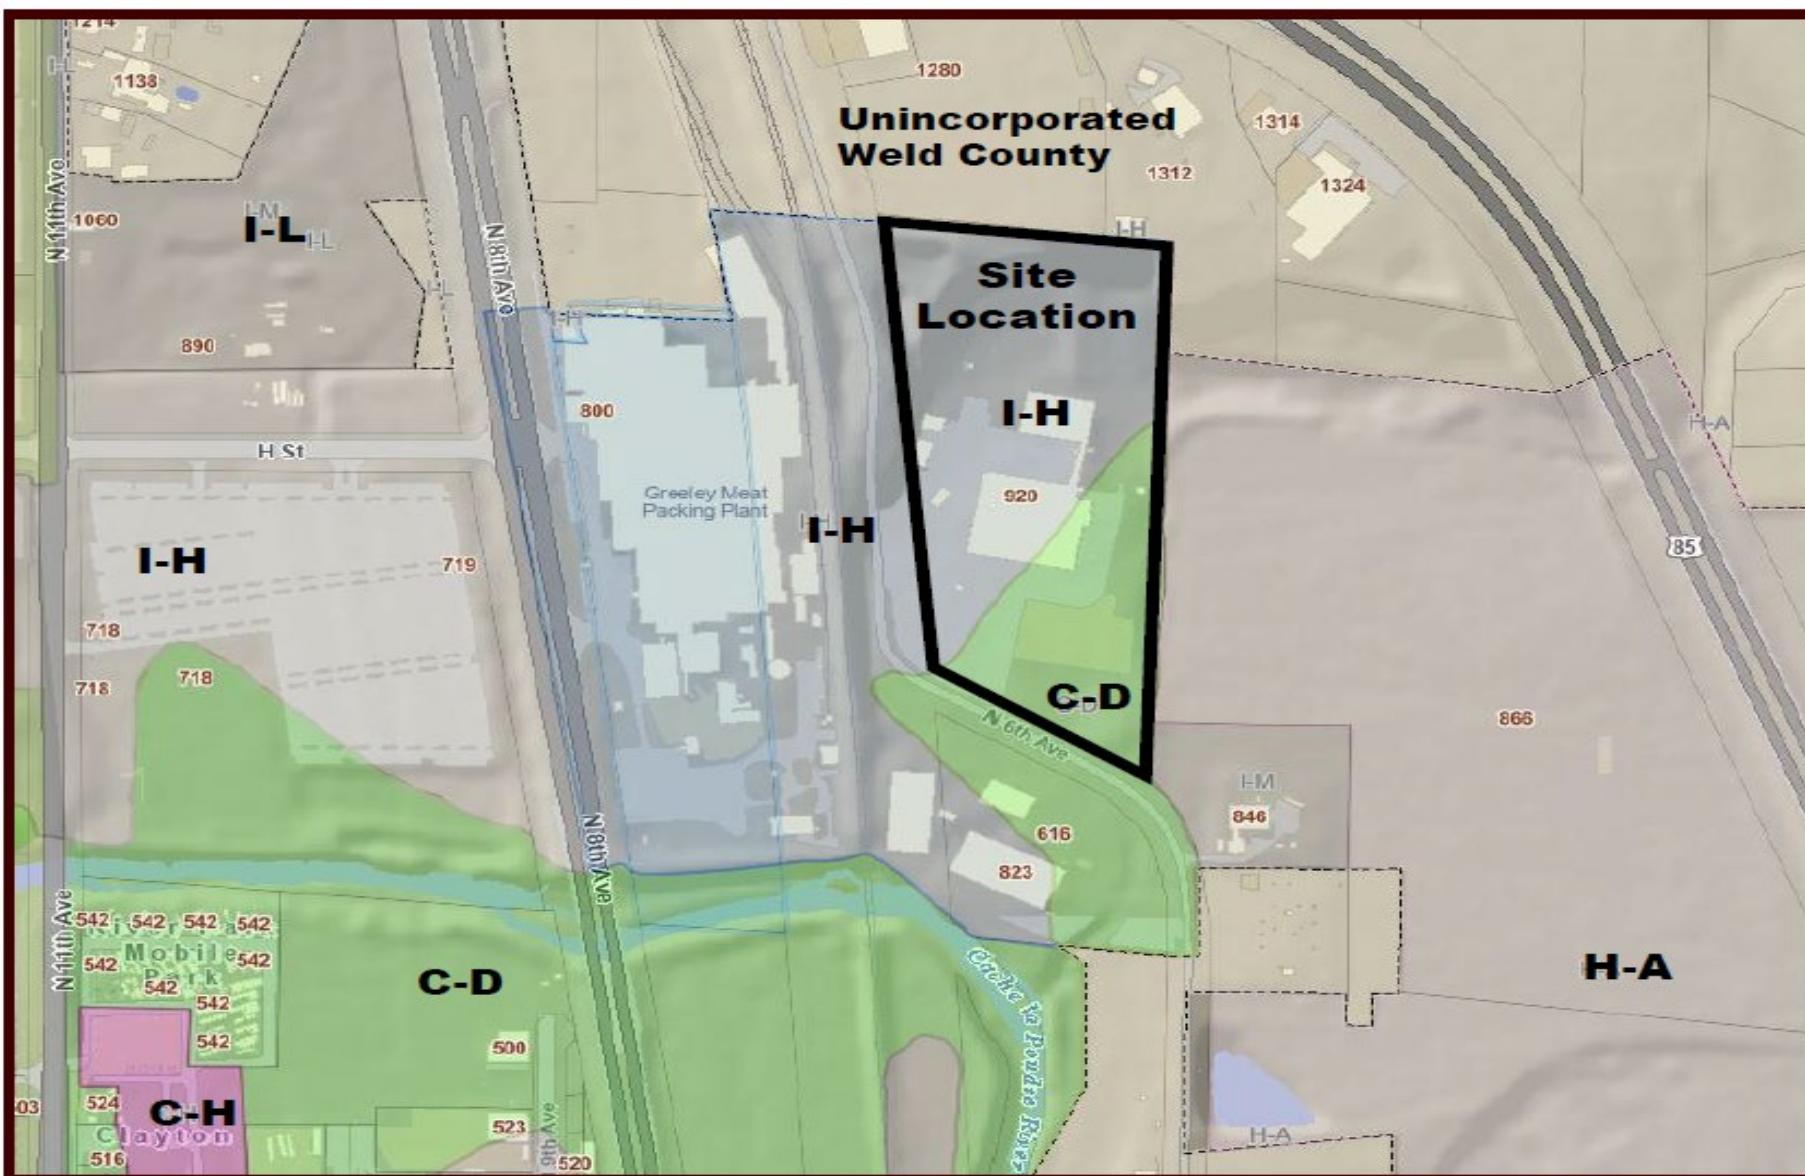 1214
I-L
1138
1280
Unincorporated
Weld County
1314
1312
1324
N 11th Ave
1060
I-M
I-L
I-L
N 8th Ave
I-H
I-L
Site
Location
890
I-H
800
I-H
H-A
H St
Greeley Meat
Packing Plant
920
I-H
I-H
719
85
718
718
718
C-D
N 6th Ave
866
I-M
846
616
823
N 8th Ave
N 11th Ave
542
542
542
542
Mobile
Park
542
542
542
542
542
C-D
Cache la Poudre River
H-A
500
524
C-H
Clayton
516
523
9th Ave
520
H-A